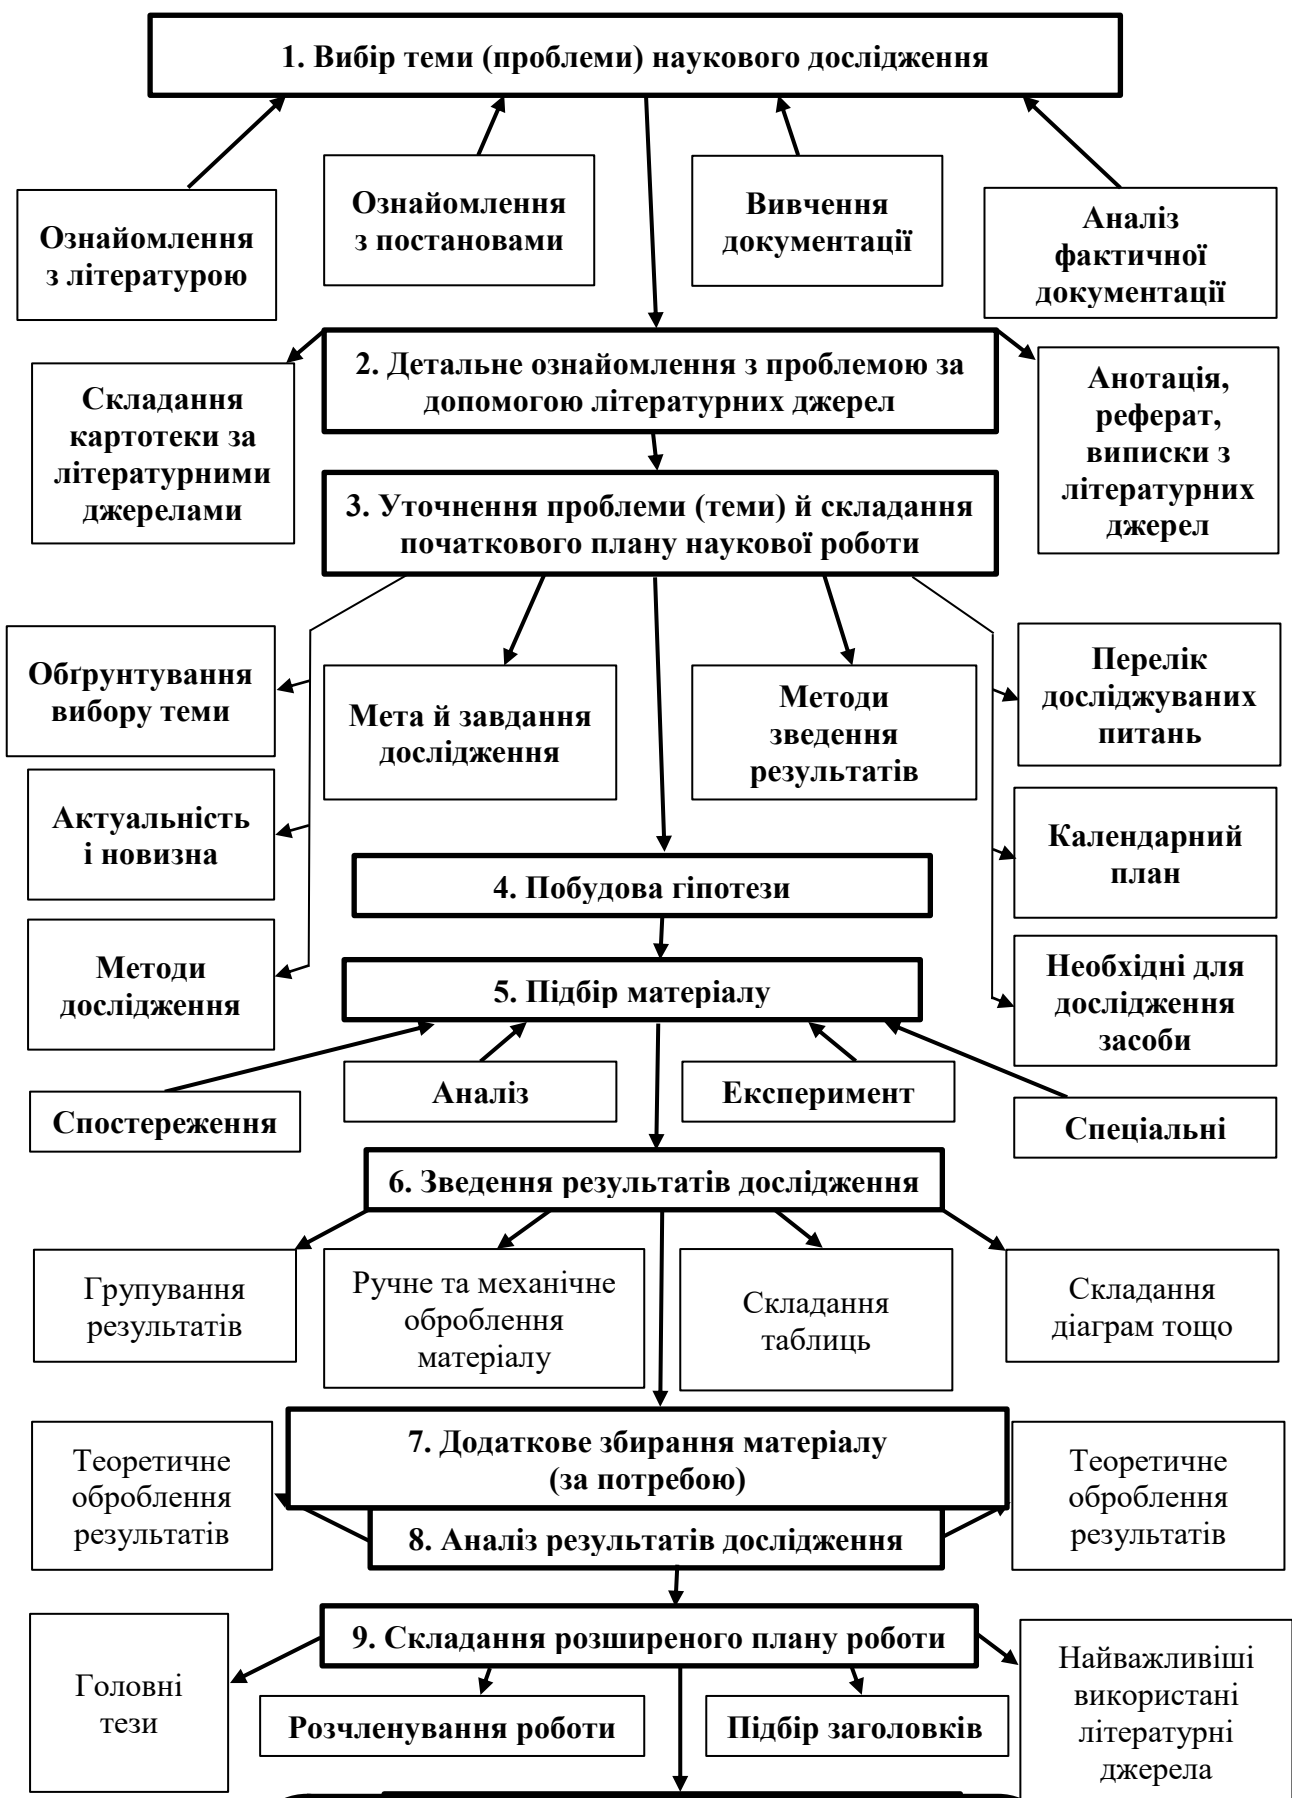 1. Вибір теми (проблеми) наукового дослідження
Ознайомлення
з літературою
Ознайомлення
з постановами
Вивчення
документації
Аналіз
фактичної
документації
2. Детальне ознайомлення з проблемою за
допомогою літературних джерел
Складання
картотеки за
літературними
джерелами
Анотація,
реферат,
виписки з
літературних
джерел
3. Уточнення проблеми (теми) й складання
початкового плану наукової роботи
Обґрунтування
вибору теми
Мета й завдання
дослідження
Методи
зведення
результатів
Перелік
досліджуваних
питань
Актуальність
і новизна
Календарний
план
4. Побудова гіпотези
Методи
дослідження
Необхідні для
дослідження
засоби
5. Підбір матеріалу
Спостереження
Аналіз
Експеримент
Спеціальні
6. Зведення результатів дослідження
Групування
результатів
Ручне та механічне
оброблення
матеріалу
Складання
таблиць
Складання
діаграм тощо
7. Додаткове збирання матеріалу
(за потребою)
Теоретичне
оброблення
результатів
Теоретичне
оброблення
результатів
8. Аналіз результатів дослідження
9. Складання розширеного плану роботи
Головні
тези
Розчленування роботи
Підбір заголовків
Найважливіші
використані
літературні
джерела